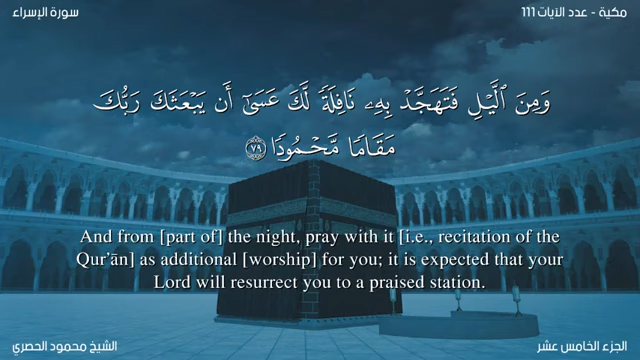 سورة الإسراء
مكية - عدد الآيات 111
وَمِنَ ٱلَّيۡلِ فَتَهَجَّدۡ بِهِۦ نَافِلَةٗ لَّكَ عَسَىٰٓ أَن يَبۡعَثَكَ رَبُّكَ
مَقَامٗا مَّحۡمُودٗا ٧٩
And from [part of] the night, pray with it [i.e., recitation of the
Qur’ān] as additional [worship] for you; it is expected that your
Lord will resurrect you to a praised station.
الشيخ محمود الحصري
الجزء الخامس عشر